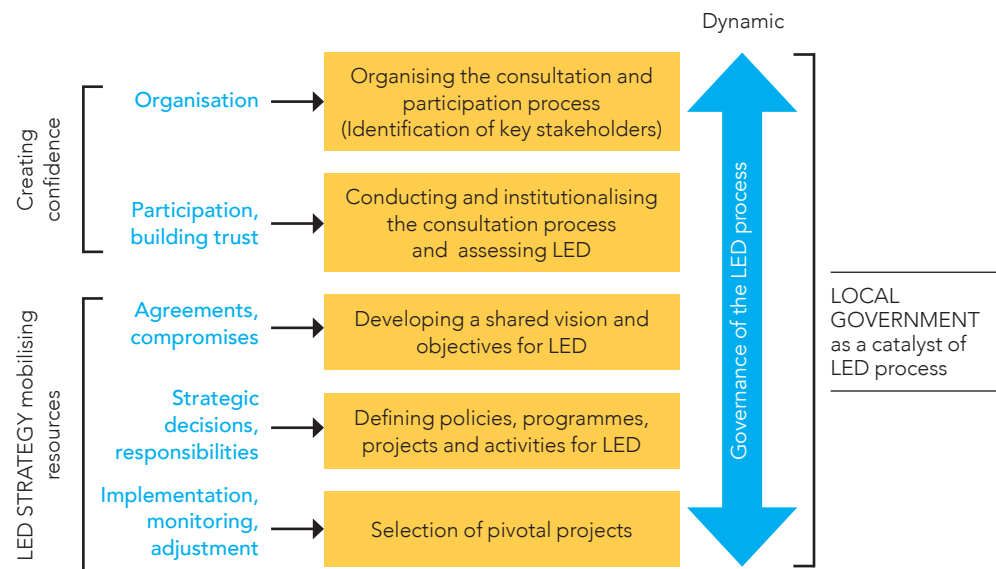 Dynamic
Creating
confidence
Organisation
Organising the consultation and
participation process
(Identification of key stakeholders)
Participation,
building trust
Conducting and institutionalising
the consultation process
and assessing LED
LED STRATEGY mobilising
resources
Agreements,
compromises
Developing a shared vision and
objectives for LED
Strategic
decisions,
responsibilities
Defining policies, programmes,
projects and activities for LED
Implementation,
monitoring,
adjustment
Selection of pivotal projects
Governance of the LED process
LOCAL
GOVERNMENT
as a catalyst of
LED process